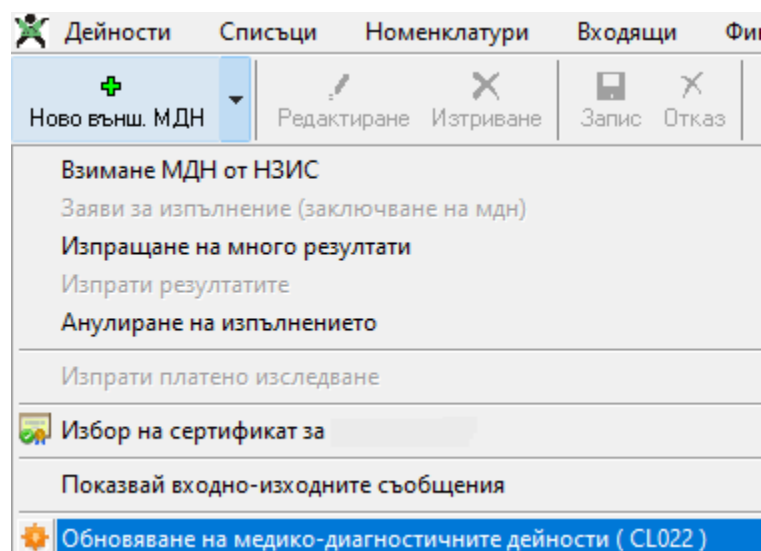 Дейности Списъци Номенклатури Входящи
Ново външ. МДН Редактиране Изтриване Запис Отказ
Взимане МДН от НЗИС
Заяви за изпълнение (заключване на мдн)
Изпращане на много резултати
Изпрати резултатите
Анулиране на изпълнението
Изпрати платено изследване
Избор на сертификат за
Показвай входно-изходните съобщения
Обновяване на медико-диагностичните дейности ( CL022 )